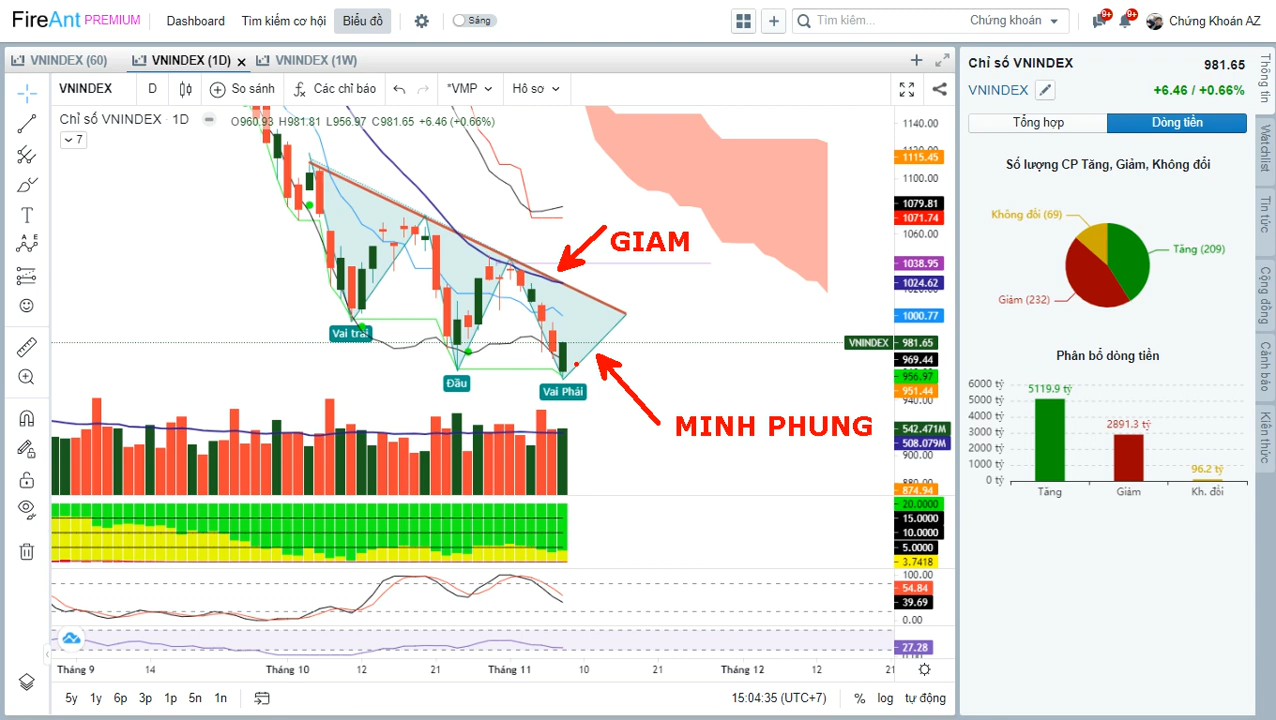 FireAnt PREMIUM Dashboard Tìm kiếm cơ hội Biểu đồ Sáng Tìm kiếm... Chứng khoán 9+ 9+ Chứng Khoán AZ
VNINDEX (60) VNINDEX (1D) VNINDEX (1W)
VNINDEX D So sánh Các chỉ báo *VMP Hồ sơ
Chỉ số VNINDEX · 1D O960.93 H981.81 L956.97 C981.65 +6.46 (+0.66%)
7
GIAM
MINH PHUNG
Vai trái
Đầu
Vai Phải
1140.00
1115.45
1100.00
1079.81
1071.74
1060.00
1038.95
1024.62
1000.77
VNINDEX 981.65
969.44
956.97
951.44
940.00
542.471M
508.079M
900.00
874.94
20.0000
15.0000
10.0000
5.0000
3.7418
100.00
54.84
39.69
0.00
27.28
Tháng 9 14 Tháng 10 12 21 Tháng 11 10 21 Tháng 12 12 21
5y 1y 6p 3p 1p 5n 1n 15:04:35 (UTC+7) % log tự động
Chỉ số VNINDEX 981.65
VNINDEX +6.46 / +0.66%
Tổng hợp Dòng tiền
Số lượng CP Tăng, Giảm, Không đổi
Không đổi (69)
Tăng (209)
Giảm (232)
Phân bổ dòng tiền
6000 tỷ
5000 tỷ
4000 tỷ
3000 tỷ
2000 tỷ
1000 tỷ
0 tỷ
5119.9 tỷ
2891.3 tỷ
96.2 tỷ
Tăng Giảm Kh. đổi
Thông tin
Watchlist
Tin tức
Cộng đồng
Cảnh báo
Kiến thức